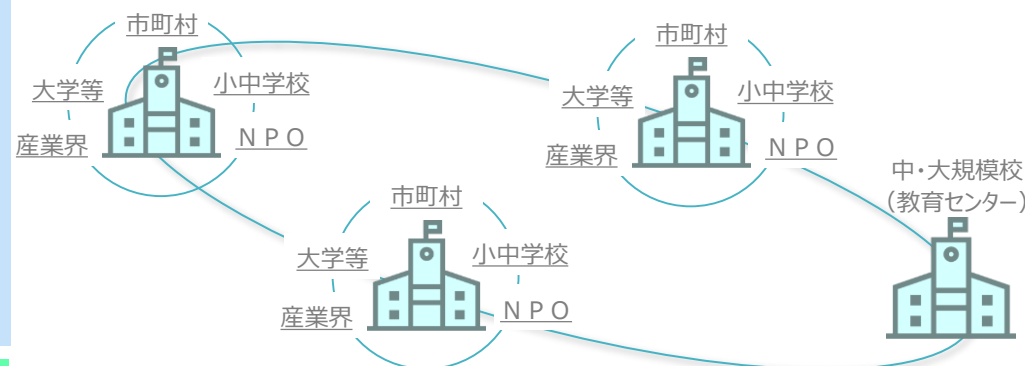 市町村
大学等
小中学校
産業界
ＮＰＯ
市町村
大学等
小中学校
産業界
ＮＰＯ
市町村
大学等
小中学校
産業界
ＮＰＯ
中・大規模校
（教育センター）